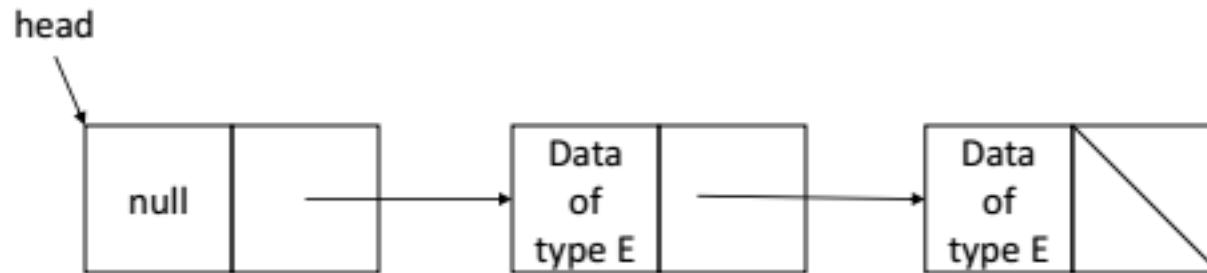 head
null
Data
of
type E
Data
of
type E